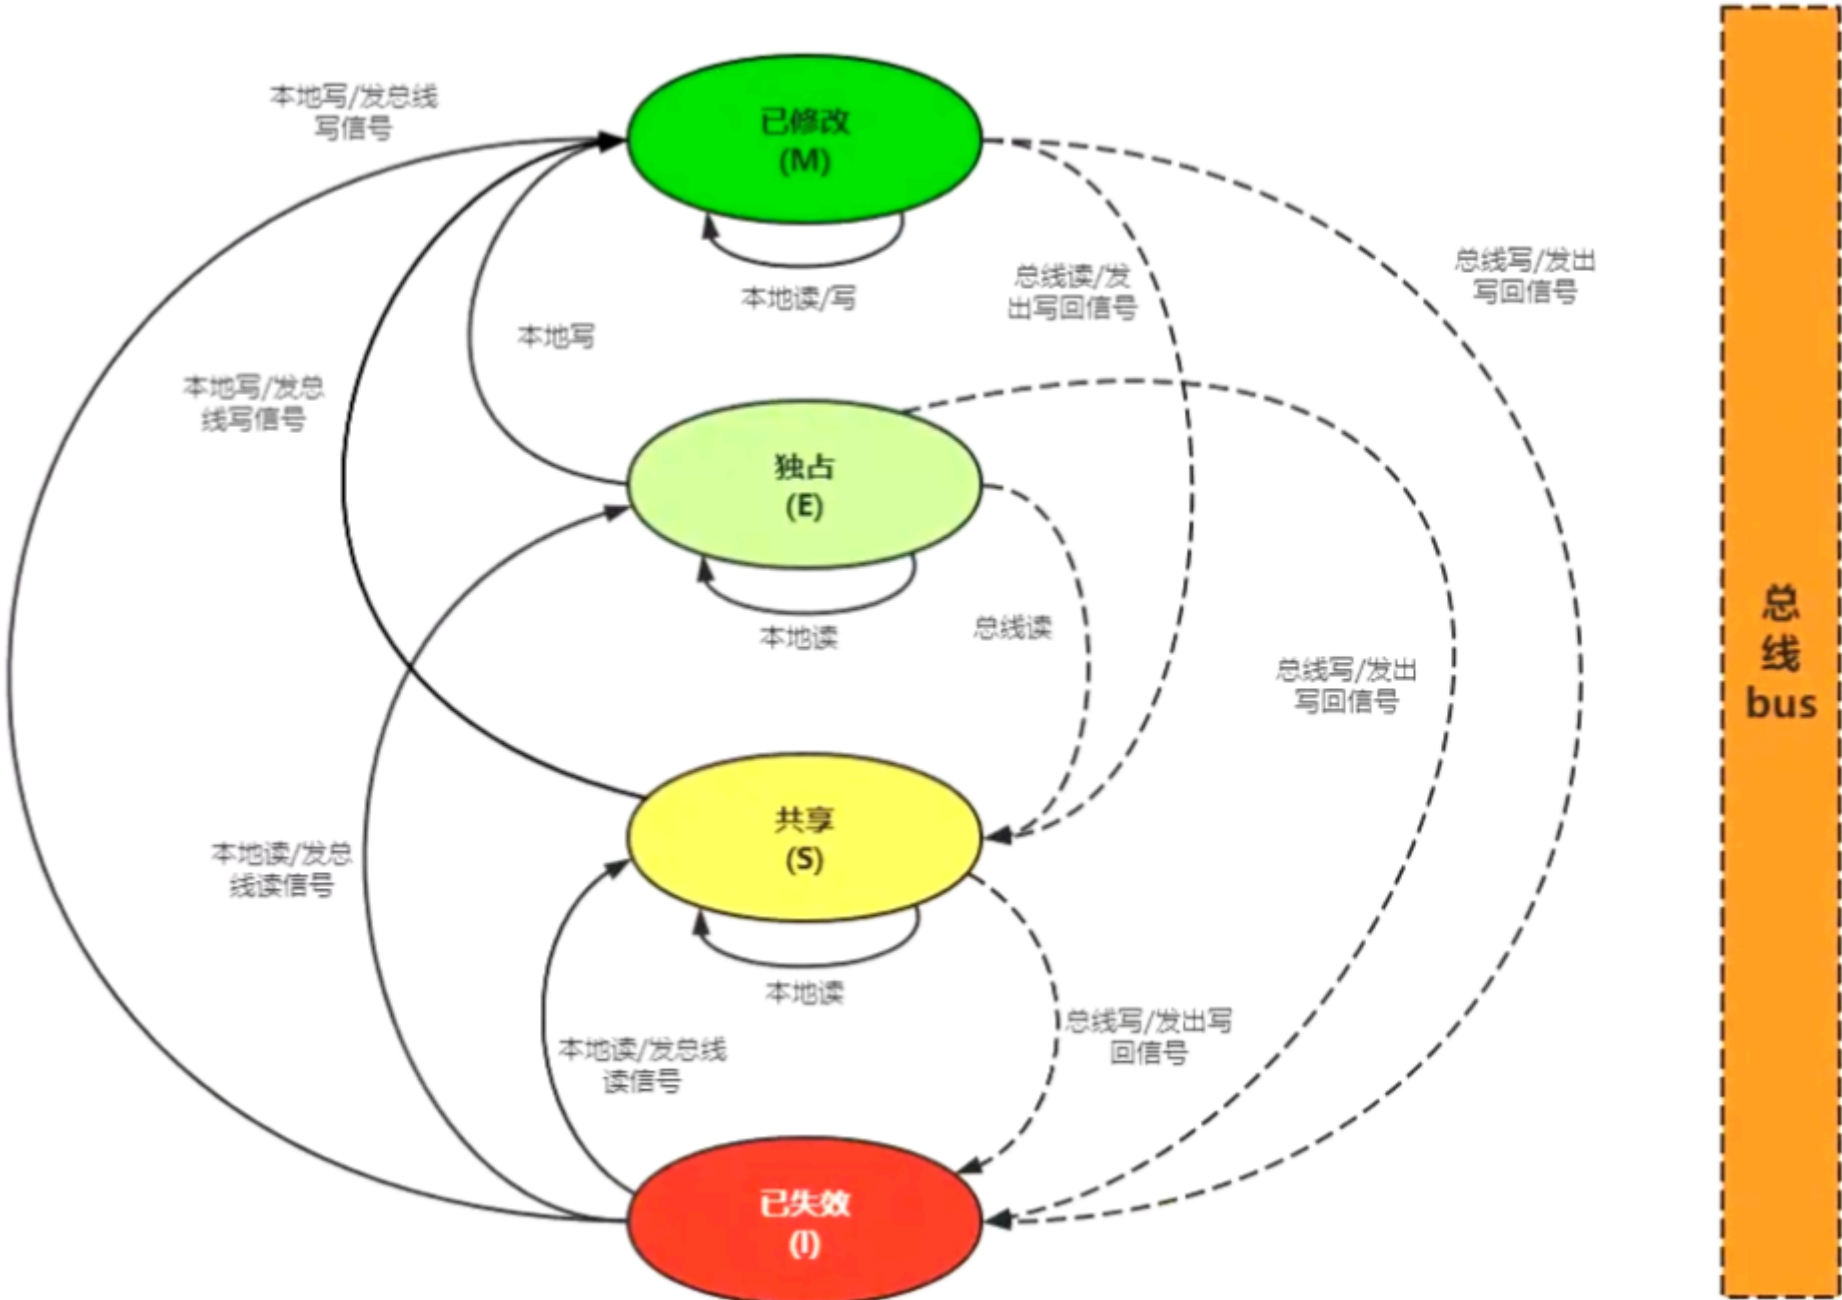 本地写/发总线
写信号
已修改
(M)
本地读/写
总线读/发
出写回信号
总线写/发出
写回信号
本地写
本地写/发总
线写信号
独占
(E)
本地读
总线读
总线写/发出
写回信号
总
线
bus
共享
(S)
本地读/发总
线读信号
本地读
本地读/发总线
读信号
总线写/发出写
回信号
已失效
(I)